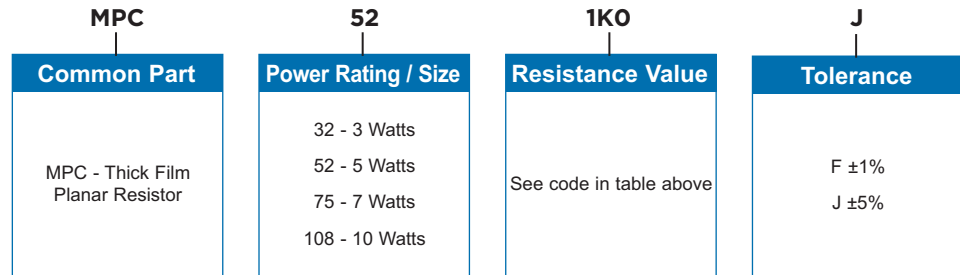 MPC
52
1K0
J
Common Part
Power Rating / Size
Resistance Value
Tolerance
MPC - Thick Film
Planar Resistor
32 - 3 Watts
52 - 5 Watts
75 - 7 Watts
108 - 10 Watts
See code in table above
F ±1%
J ±5%